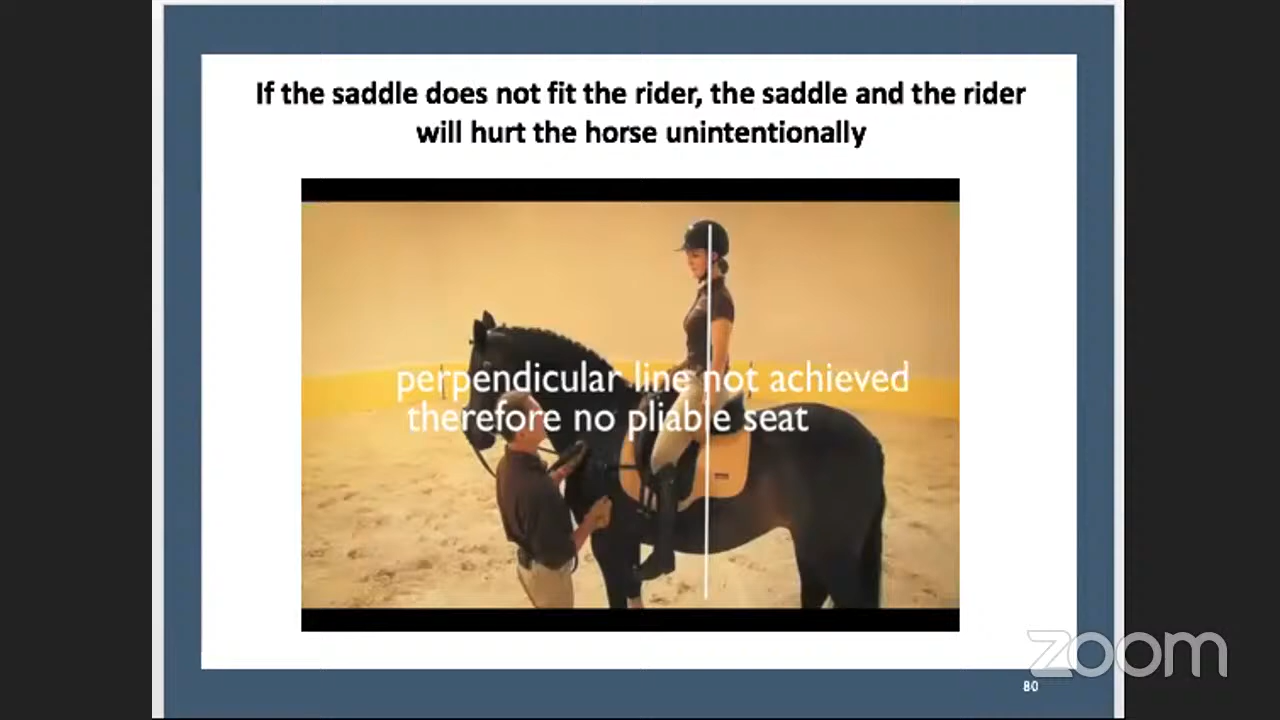 If the saddle does not fit the rider, the saddle and the rider
will hurt the horse unintentionally
perpendicular line not achieved
therefore no pliable seat
zoom
80